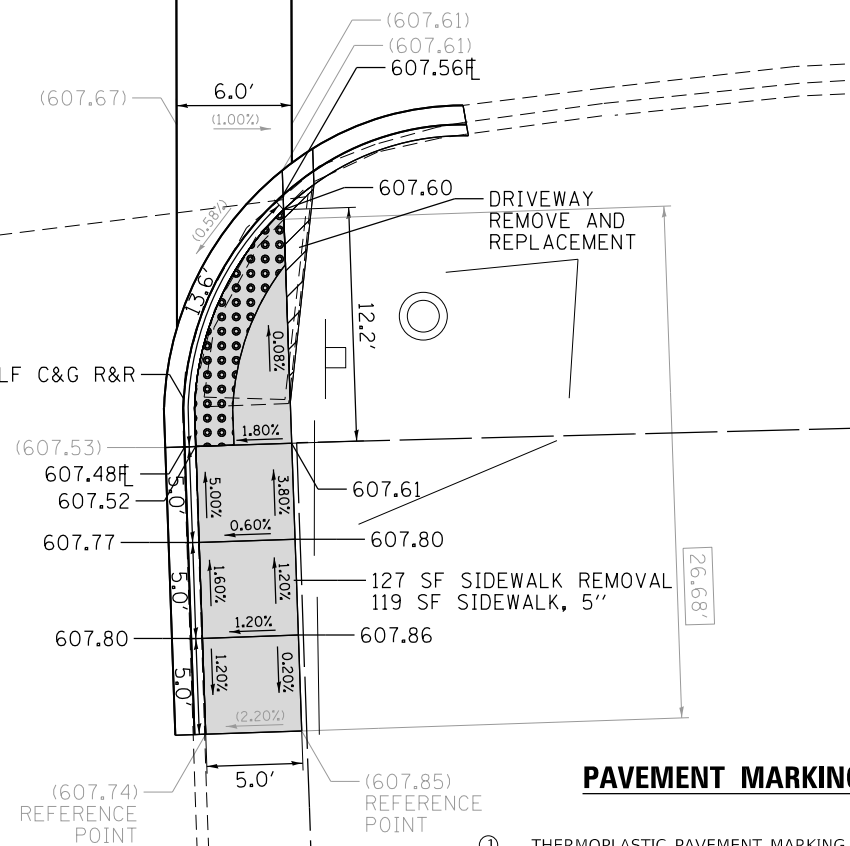 (607.61)
(607.61)
607.56FL
(607.67)
6.0'
(1.00%)
607.60
DRIVEWAY
REMOVE AND
REPLACEMENT
(0.58%)
13.6'
12.2'
0.08%
LF C&G R&R
1.80%
(607.53)
607.48FL
607.52
5.0'
5.00%
3.80%
607.61
0.60%
607.77
607.80
5.0'
1.60%
1.20%
127 SF SIDEWALK REMOVAL
119 SF SIDEWALK, 5"
26.68'
1.20%
607.80
607.86
5.0'
1.20%
0.20%
(2.20%)
5.0'
(607.74)
REFERENCE
POINT
(607.85)
REFERENCE
POINT
PAVEMENT MARKING
1 THERMOPLASTIC PAVEMENT MARKING